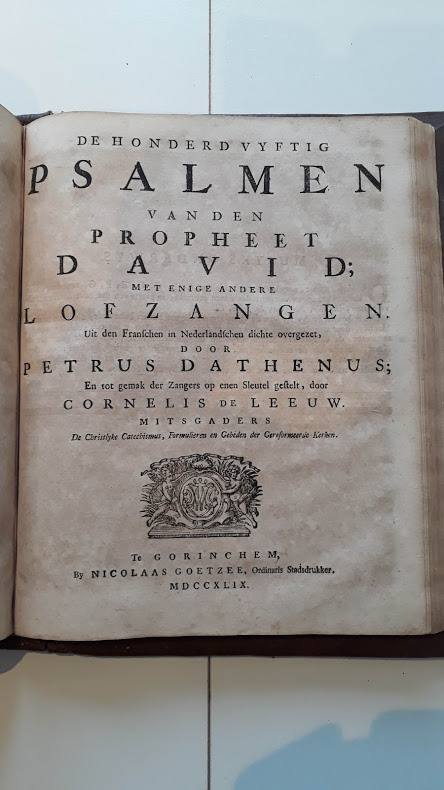 DE HONDERD VYFTIG
PSALMEN
VAN DEN
PROPHEET
DAVID;
MET ENIGE ANDERE
LOFZANGEN.
Uit den Franschen in Nederlandschen dichte overgezet,
DOOR
PETRUS DATHENUS;
En tot gemak der Zangers op enen Sleutel gestelt, door
CORNELIS DE LEEUW.
MITSGADERS
De Christlyke Catechismus, Formulieren en Gebeden der Gereformeerde Kerken.
Te GORINCHEM,
By NICOLAAS GOETZEE, Ordinaris Stadsdrukker.
MDCCXLIX.